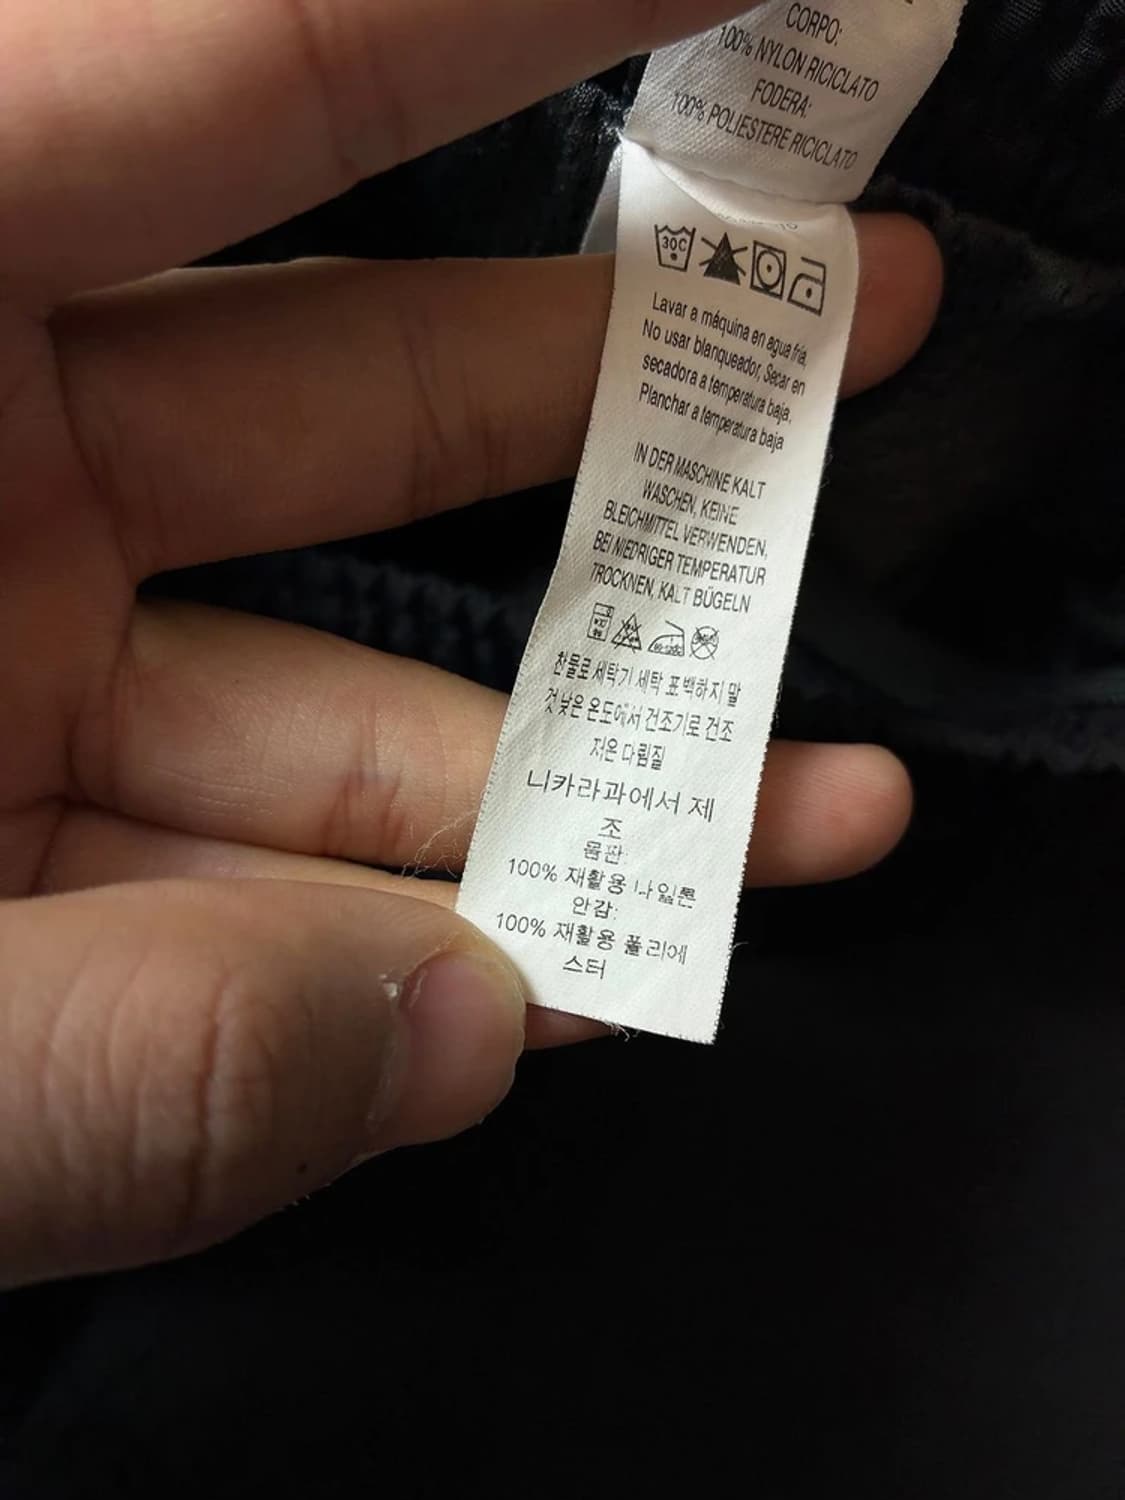 CORPO:
100% NYLON RICICLATO
FODERA:
100% POLIESTERE RICICLATO
30C
Lavar a máquina en agua fría,
No usar blanqueador, Secar en
secadora a temperatura baja,
Planchar a temperatura baja
IN DER MASCHINE KALT
WASCHEN, KEINE
BLEICHMITTEL VERWENDEN,
BEI NIEDRIGER TEMPERATUR
TROCKNEN, KALT BÜGELN
찬물로 세탁기 세탁 표백하지 말
것 낮은 온도에서 건조기로 건조
저온 다림질
니카라과에서 제
조
몸판:
100% 재활용 나일론
안감:
100% 재활용 폴리에
스터